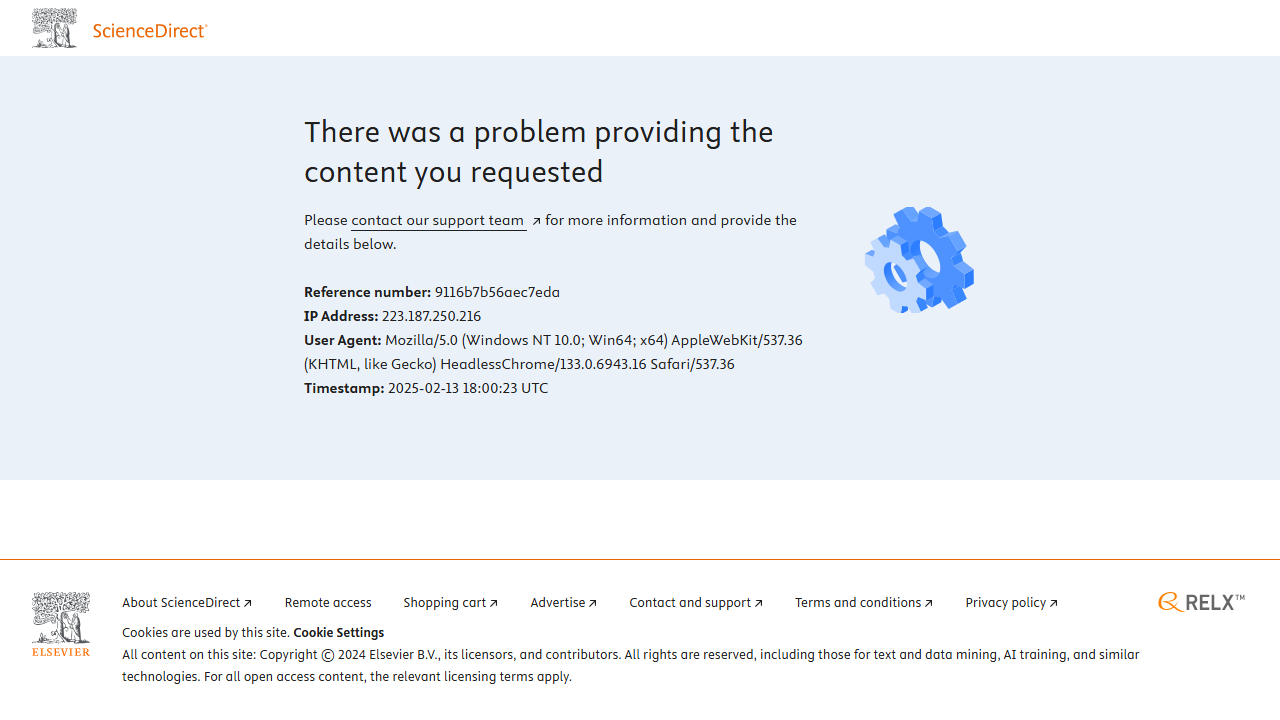 ScienceDirect®
There was a problem providing the
content you requested
Please contact our support team ↗ for more information and provide the
details below.
Reference number: 9116b7b56aec7eda
IP Address: 223.187.250.216
User Agent: Mozilla/5.0 (Windows NT 10.0; Win64; x64) AppleWebKit/537.36
(KHTML, like Gecko) HeadlessChrome/133.0.6943.16 Safari/537.36
Timestamp: 2025-02-13 18:00:23 UTC
About ScienceDirect ↗ Remote access Shopping cart ↗ Advertise ↗ Contact and support ↗ Terms and conditions ↗ Privacy policy ↗
RELX™
Cookies are used by this site. Cookie Settings
ELSEVIER
All content on this site: Copyright © 2024 Elsevier B.V., its licensors, and contributors. All rights are reserved, including those for text and data mining, AI training, and similar
technologies. For all open access content, the relevant licensing terms apply.